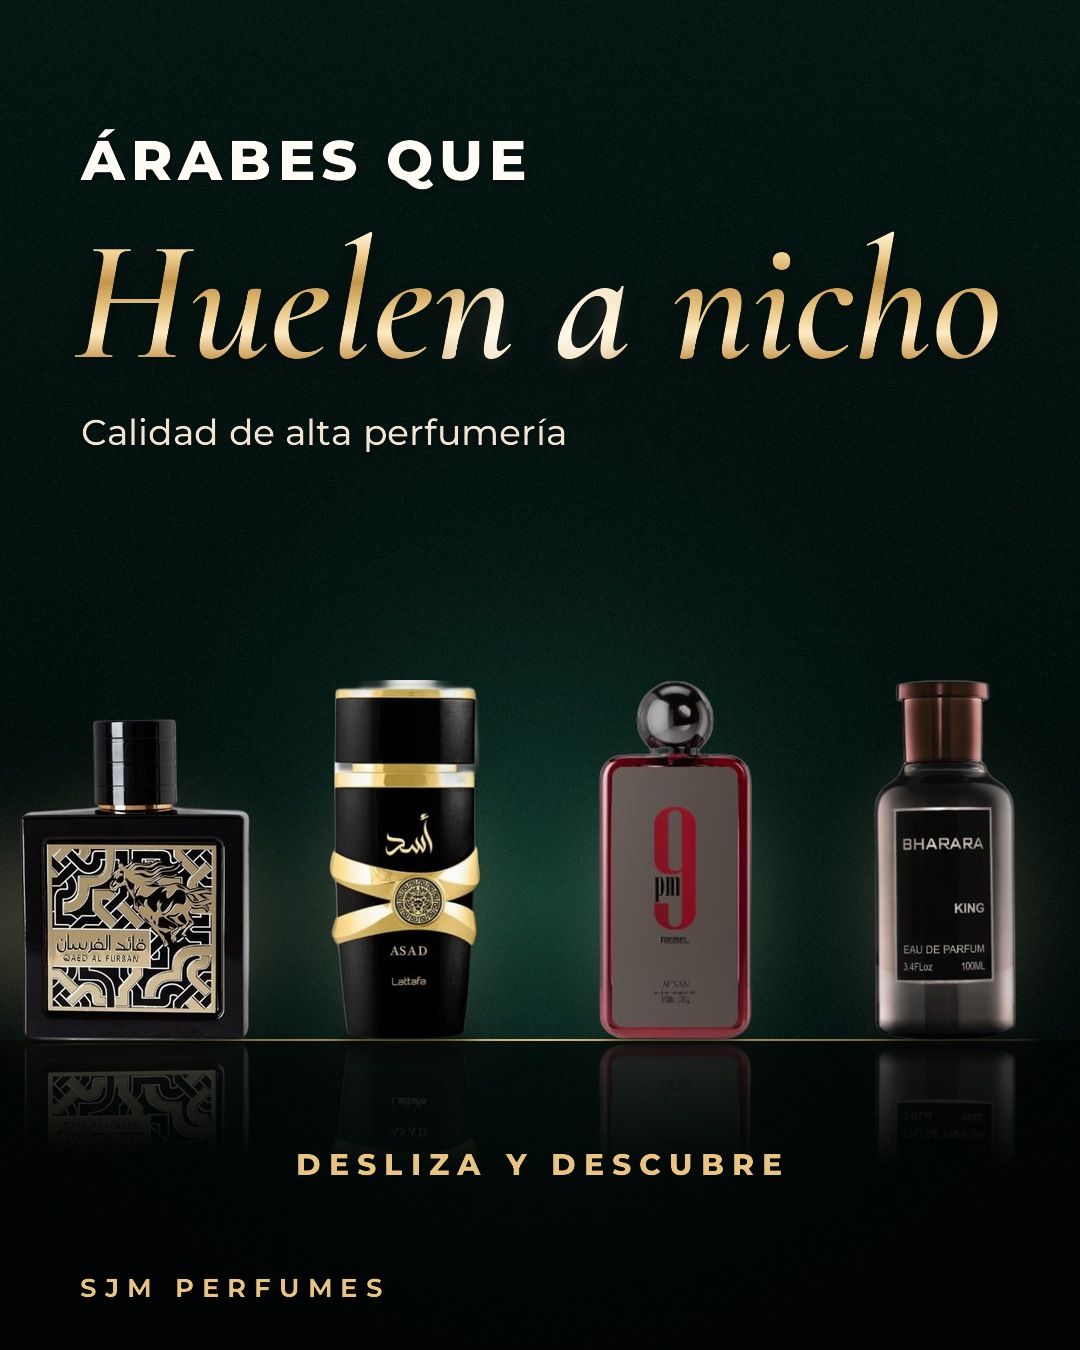 ÁRABES QUE
Huelen a nicho
Calidad de alta perfumería
قائد الفرسان
QAED AL FURSAN
أسد
ASAD
Lattafa
9
pm
REBEL
AFNAN
BHARARA
KING
EAU DE PARFUM
3.4FLoz 100ML
DESLIZA Y DESCUBRE
SJM PERFUMES